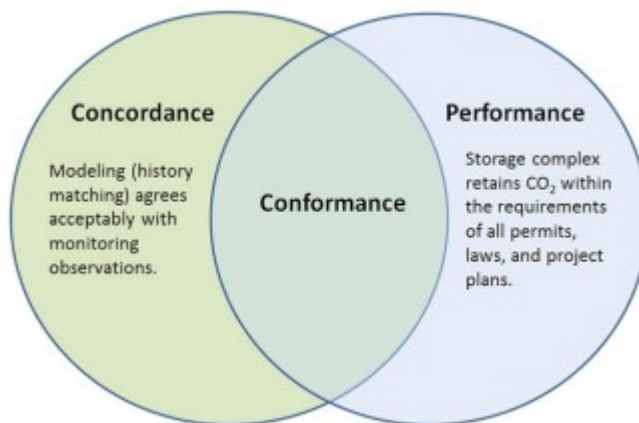 Concordance
Modeling (history
matching) agrees
acceptably with
monitoring
observations.
Conformance
Performance
Storage complex
retains CO₂ within
the requirements
of all permits,
laws, and project
plans.